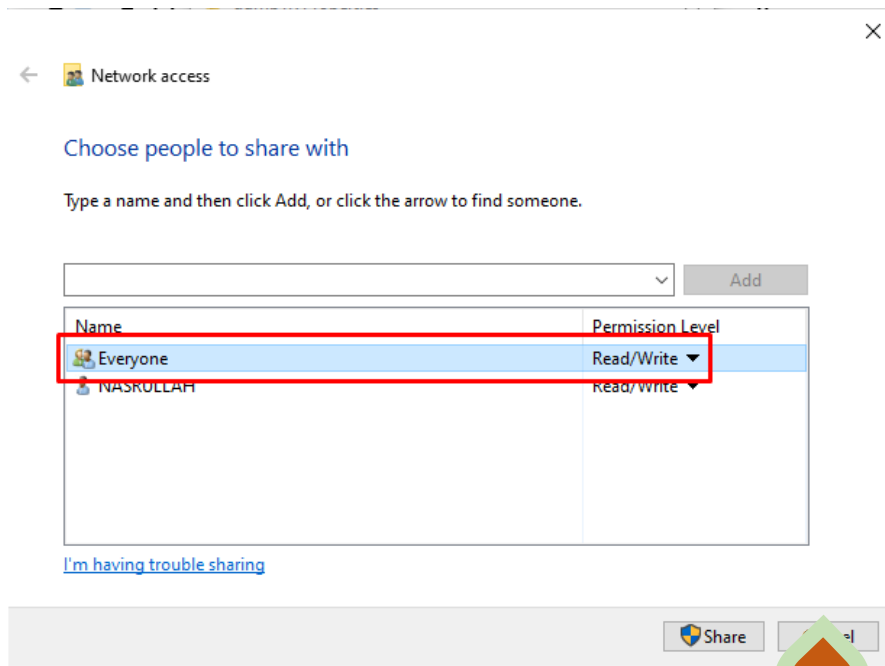 Network access
Choose people to share with
Type a name and then click Add, or click the arrow to find someone.
Add
Name Permission Level
Everyone Read/Write
NASRULLAH Read/Write
I'm having trouble sharing
Share